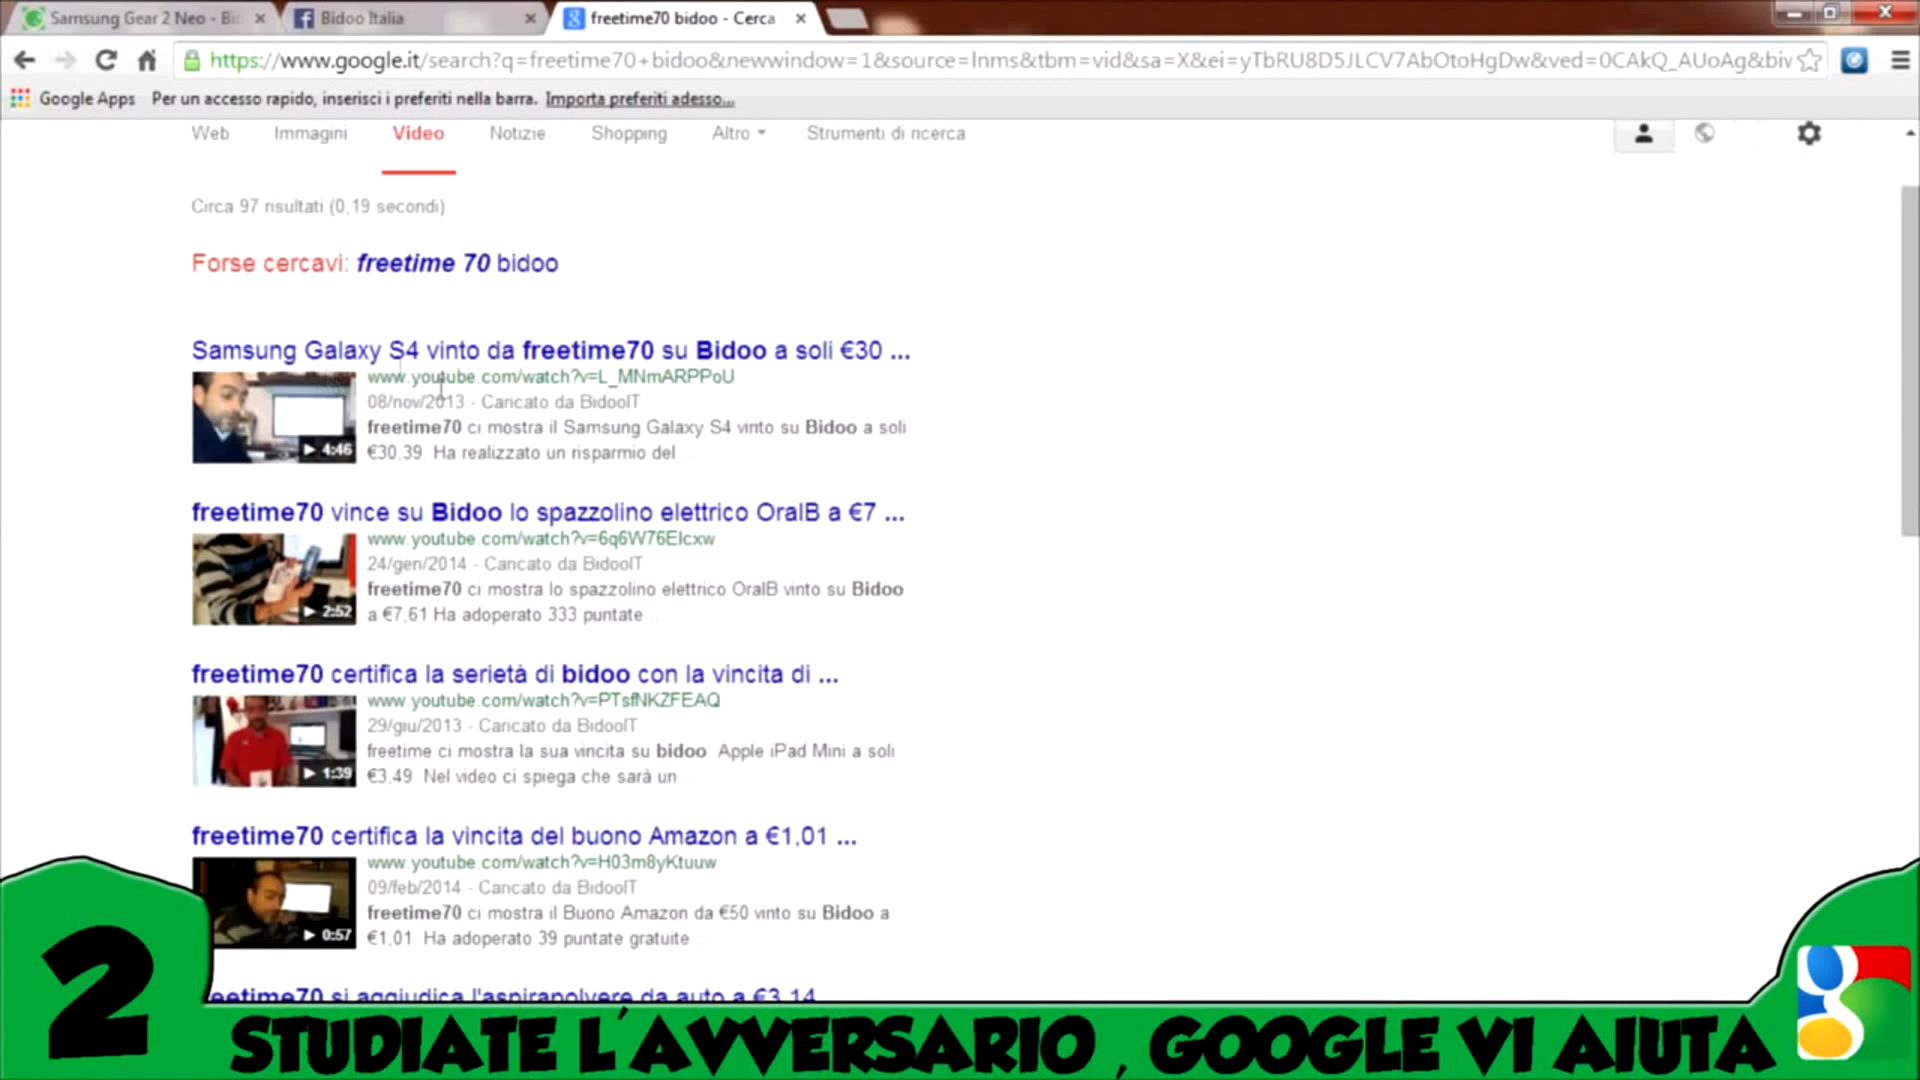 Samsung Gear 2 Neo - Bid
Bidoo Italia
freetime70 bidoo - Cerca
https://www.google.it/search?q=freetime70+bidoo&newwindow=1&source=lnms&tbm=vid&sa=X&ei=yTbRU8D5JLCV7AbOtoHgDw&ved=0CAkQ_AUoAg&biv
Google Apps Per un accesso rapido, inserisci i preferiti nella barra. Importa preferiti adesso...
Web Immagini Video Notizie Shopping Altro Strumenti di ricerca
Circa 97 risultati (0,19 secondi)
Forse cercavi: freetime 70 bidoo
Samsung Galaxy S4 vinto da freetime70 su Bidoo a soli €30 ...
www.youtube.com/watch?v=L_MNmARPPoU
08/nov/2013 - Caricato da BidooIT
freetime70 ci mostra il Samsung Galaxy S4 vinto su Bidoo a soli
4:46
€30,39. Ha realizzato un risparmio del ...
freetime70 vince su Bidoo lo spazzolino elettrico OralB a €7 ...
www.youtube.com/watch?v=6q6W76EIcxw
24/gen/2014 - Caricato da BidooIT
freetime70 ci mostra lo spazzolino elettrico OralB vinto su Bidoo
2:52
a €7,61 Ha adoperato 333 puntate ...
freetime70 certifica la serietà di bidoo con la vincita di ...
www.youtube.com/watch?v=PTsfNKZFEAQ
29/giu/2013 - Caricato da BidooIT
freetime ci mostra la sua vincita su bidoo: Apple iPad Mini a soli
1:39
€3,49. Nel video ci spiega che sarà un ...
freetime70 certifica la vincita del buono Amazon a €1,01 ...
www.youtube.com/watch?v=H03m8yKtuuw
09/feb/2014 - Caricato da BidooIT
freetime70 ci mostra il Buono Amazon da €50 vinto su Bidoo a
0:57
€1,01. Ha adoperato 39 puntate gratuite ...
eetime70 si aggiudica l'aspirapolvere da auto a €3,14
2
STUDIATE L'AVVERSARIO , GOOGLE VI AIUTA